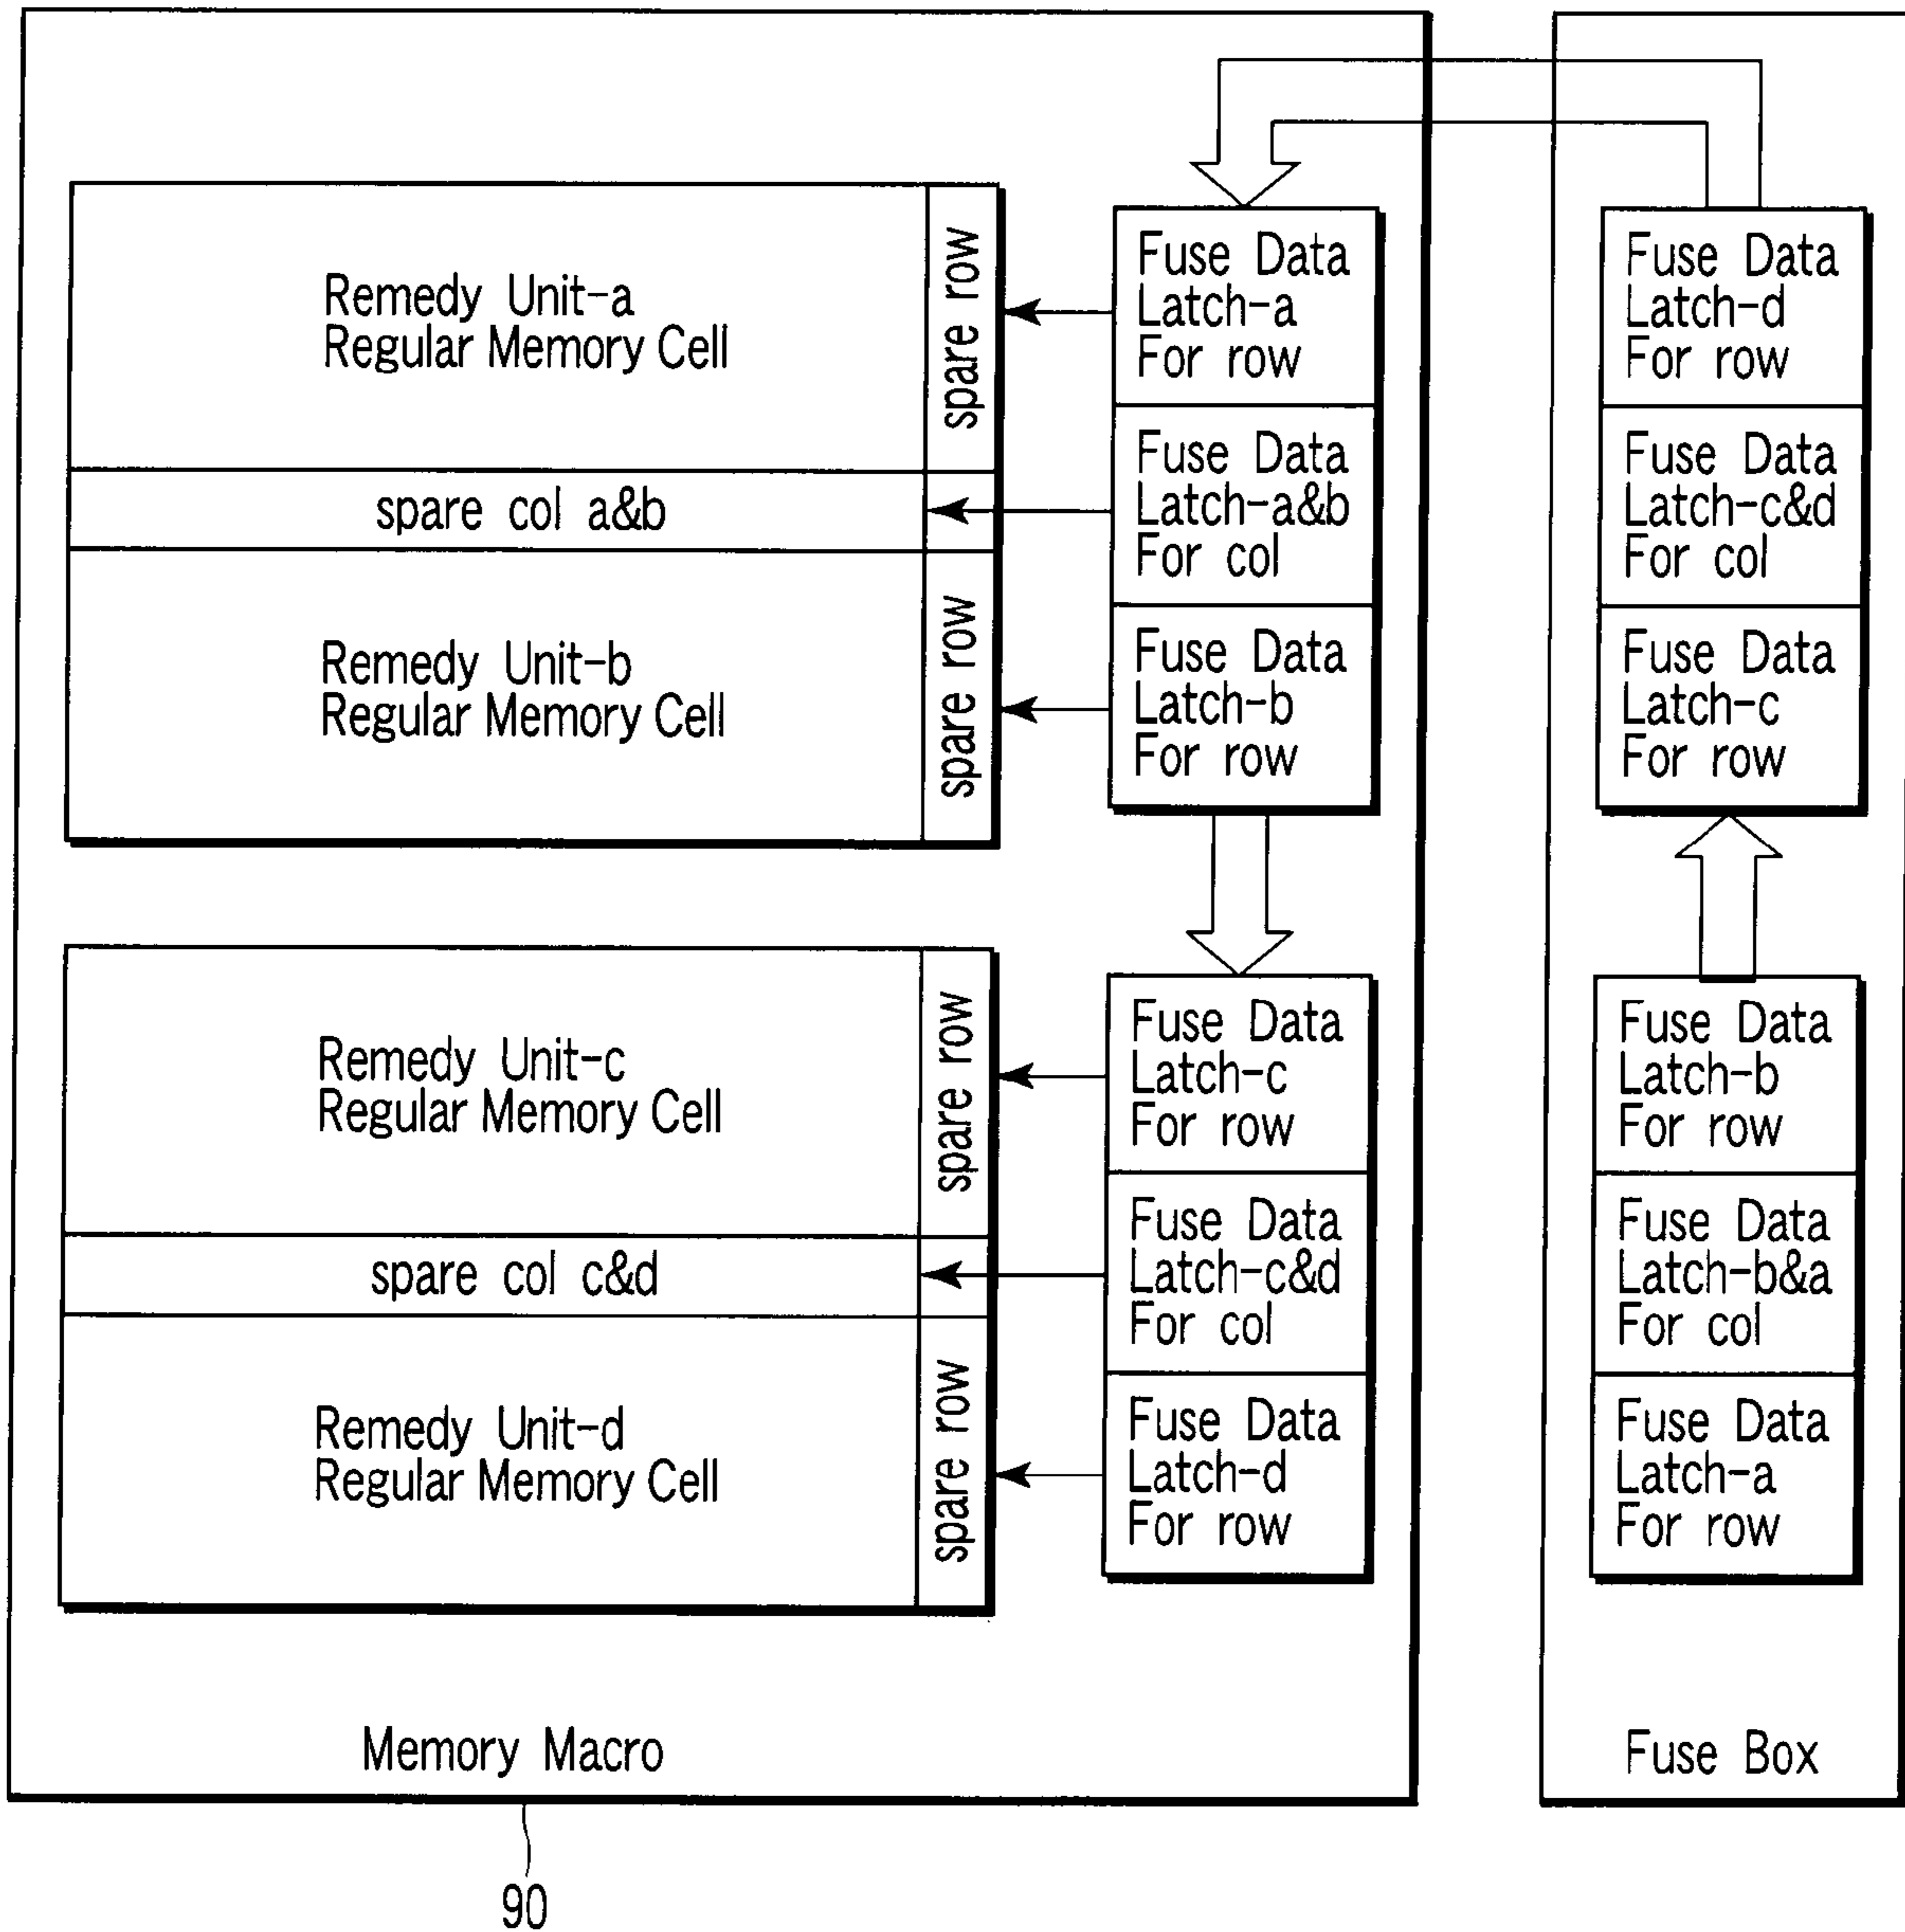 Remedy Unit-a
Regular Memory Cell
spare row
spare col a&b
Remedy Unit-b
Regular Memory Cell
spare row
Fuse Data
Latch-a
For row
Fuse Data
Latch-a&b
For col
Fuse Data
Latch-b
For row
Remedy Unit-c
Regular Memory Cell
spare row
spare col c&d
Remedy Unit-d
Regular Memory Cell
spare row
Fuse Data
Latch-c
For row
Fuse Data
Latch-c&d
For col
Fuse Data
Latch-d
For row
Memory Macro
90
Fuse Data
Latch-d
For row
Fuse Data
Latch-c&d
For col
Fuse Data
Latch-c
For row
Fuse Data
Latch-b
For row
Fuse Data
Latch-b&a
For col
Fuse Data
Latch-a
For row
Fuse Box